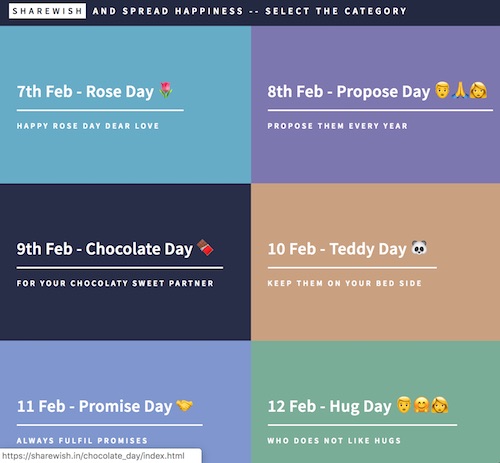 SHAREWISH AND SPREAD HAPPINESS -- SELECT THE CATEGORY
7th Feb - Rose Day 🌷
HAPPY ROSE DAY DEAR LOVE
8th Feb - Propose Day 👨🙏👩
PROPOSE THEM EVERY YEAR
9th Feb - Chocolate Day 🍫
FOR YOUR CHOCOLATY SWEET PARTNER
10 Feb - Teddy Day 🐼
KEEP THEM ON YOUR BED SIDE
11 Feb - Promise Day 🤝
ALWAYS FULFIL PROMISES
12 Feb - Hug Day 👨🤗👩
WHO DOES NOT LIKE HUGS
https://sharewish.in/chocolate_day/index.html